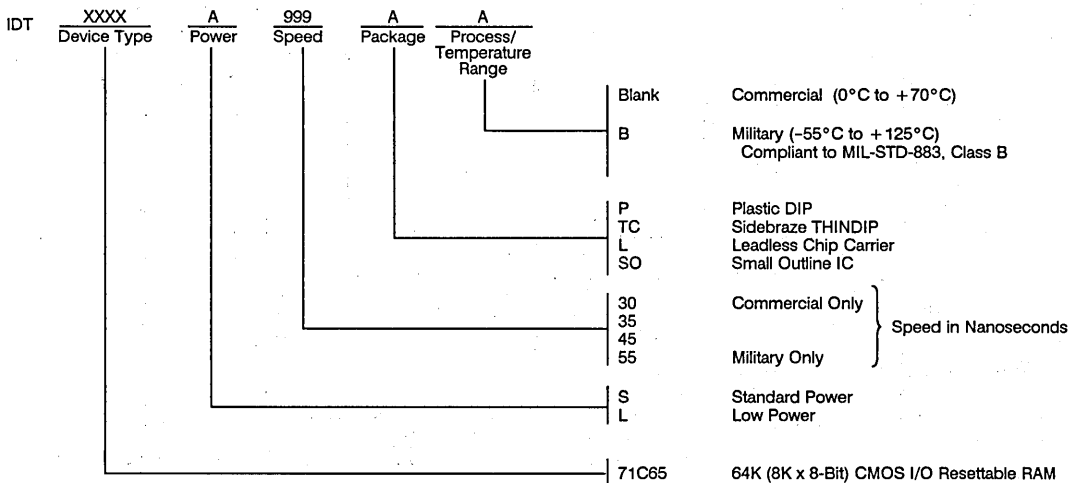 IDT XXXX A 999 A A
Device Type Power Speed Package Process/
Temperature
Range
Blank Commercial (0°C to +70°C)
B Military (–55°C to +125°C)
Compliant to MIL-STD-883, Class B
P Plastic DIP
TC Sidebraze THINDIP
L Leadless Chip Carrier
SO Small Outline IC
30 Commercial Only
35
45
55 Military Only
Speed in Nanoseconds
S Standard Power
L Low Power
71C65 64K (8K x 8-Bit) CMOS I/O Resettable RAM